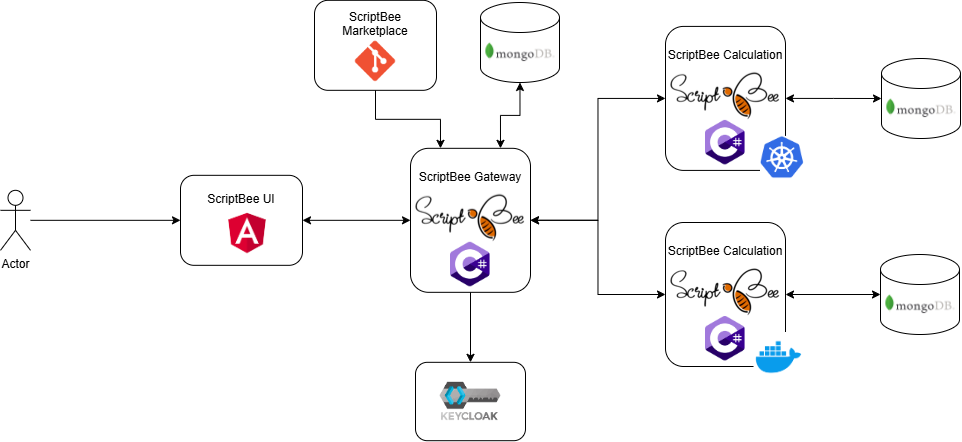 ScriptBee
Marketplace
mongoDB.
ScriptBee Calculation
Script Bee
C#
mongoDB.
ScriptBee Gateway
Script Bee
C#
ScriptBee UI
A
Actor
ScriptBee Calculation
Script Bee
C#
mongoDB.
KEYCLOAK